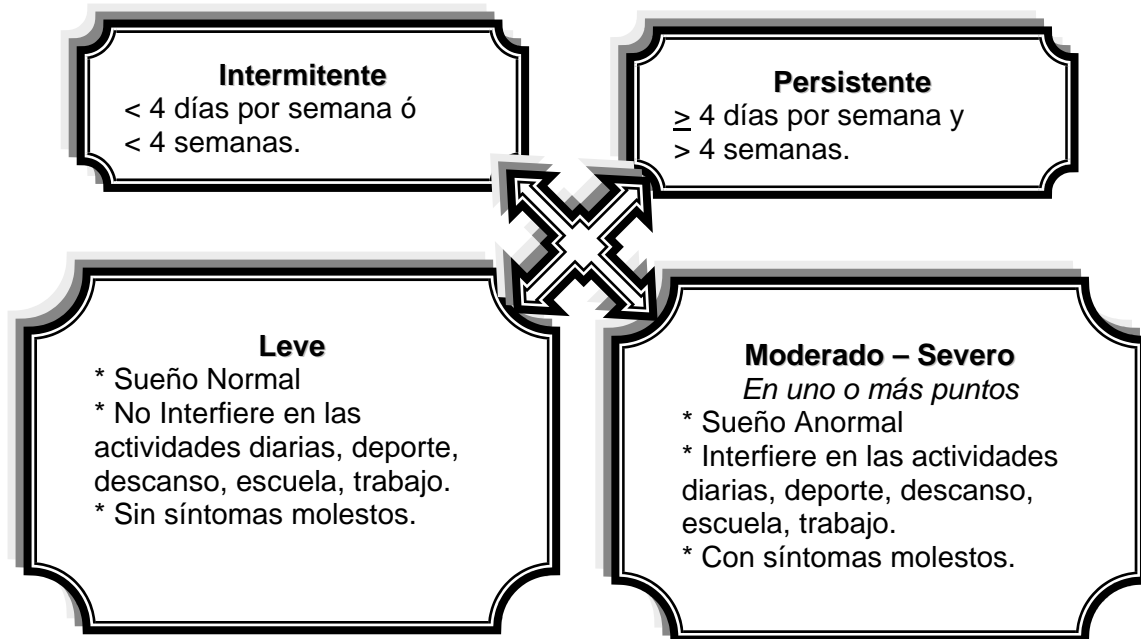 Intermitente
< 4 días por semana ó
< 4 semanas.
Persistente
≥ 4 días por semana y
> 4 semanas.
Leve
* Sueño Normal
* No Interfiere en las
actividades diarias, deporte,
descanso, escuela, trabajo.
* Sin síntomas molestos.
Moderado – Severo
En uno o más puntos
* Sueño Anormal
* Interfiere en las actividades
diarias, deporte, descanso,
escuela, trabajo.
* Con síntomas molestos.